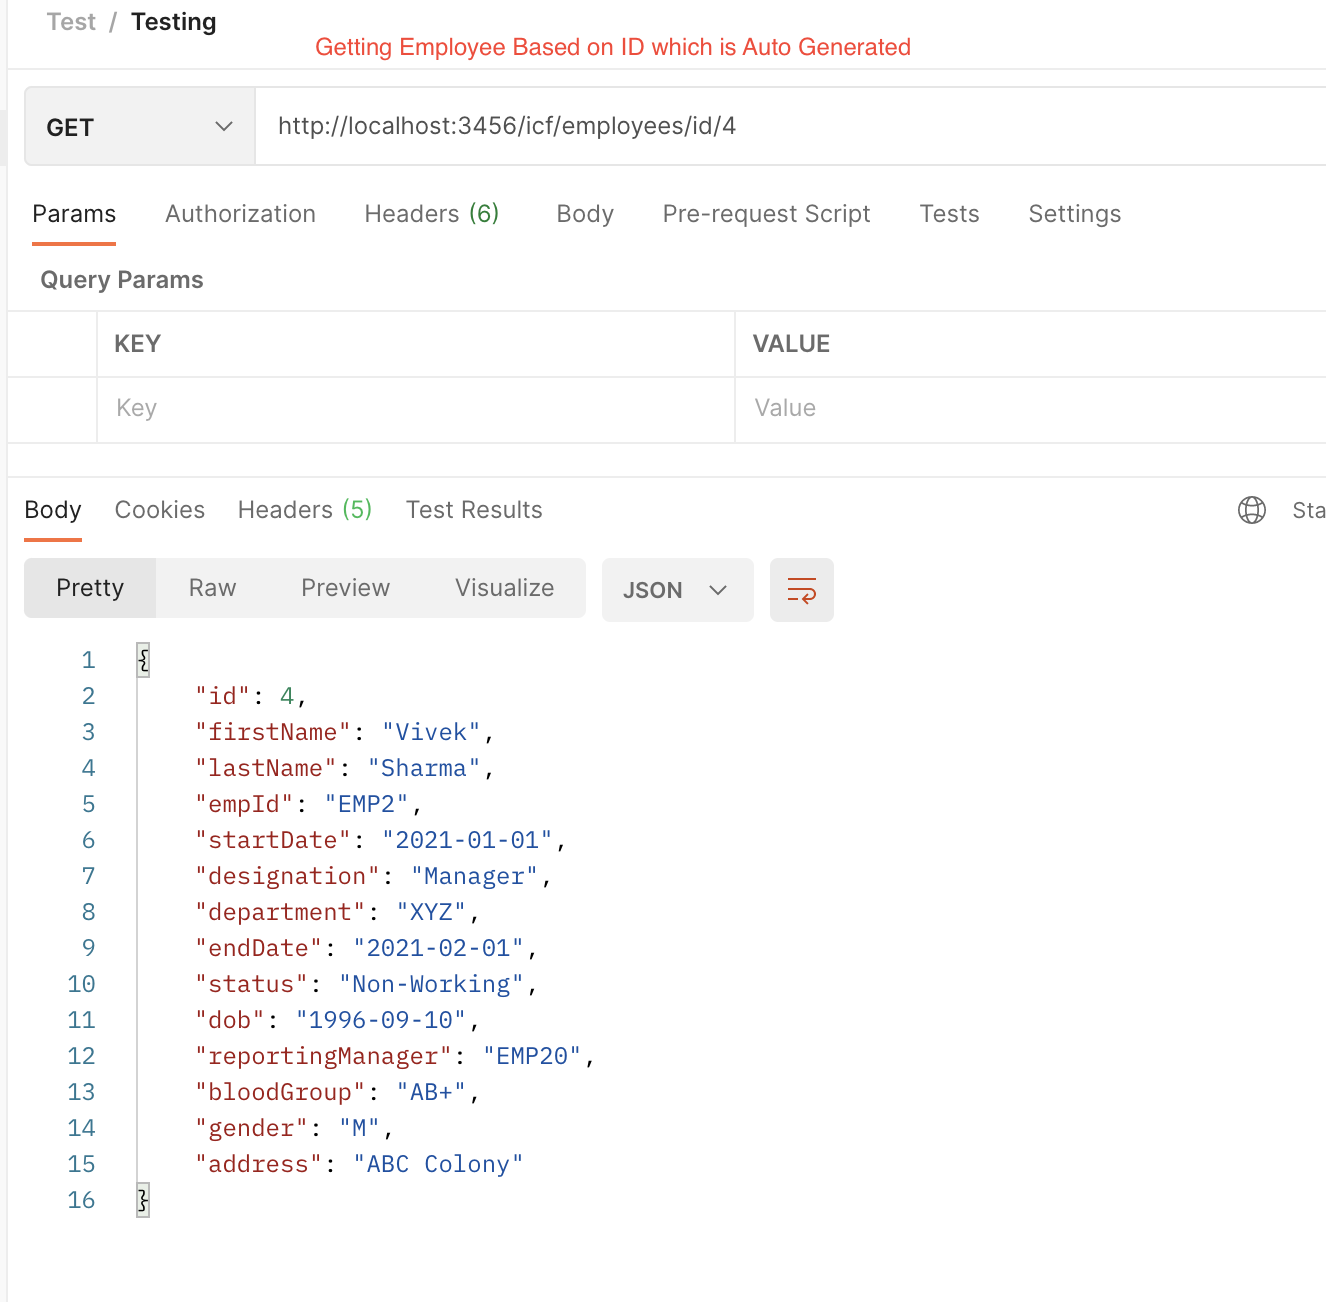 Test / Testing
Getting Employee Based on ID which is Auto Generated
GET http://localhost:3456/icf/employees/id/4
Params Authorization Headers (6) Body Pre-request Script Tests Settings
Query Params
KEY VALUE
Key Value
Body Cookies Headers (5) Test Results Sta
Pretty Raw Preview Visualize JSON
1 {
2 "id": 4,
3 "firstName": "Vivek",
4 "lastName": "Sharma",
5 "empId": "EMP2",
6 "startDate": "2021-01-01",
7 "designation": "Manager",
8 "department": "XYZ",
9 "endDate": "2021-02-01",
10 "status": "Non-Working",
11 "dob": "1996-09-10",
12 "reportingManager": "EMP20",
13 "bloodGroup": "AB+",
14 "gender": "M",
15 "address": "ABC Colony"
16 }